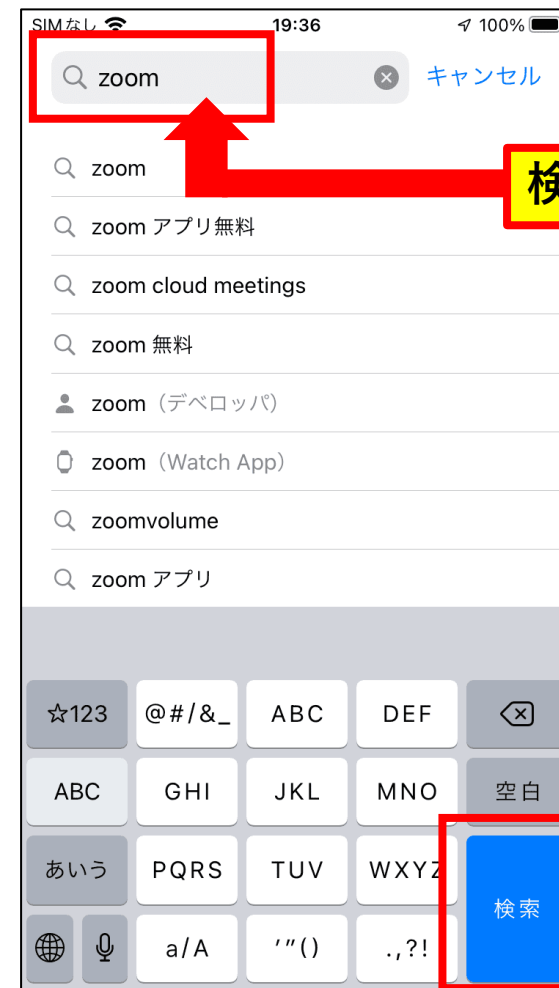 SIMなし 19:36 100%
zoom キャンセル
zoom
検
zoom アプリ無料
zoom cloud meetings
zoom 無料
zoom（デベロッパ）
zoom（Watch App）
zoomvolume
zoom アプリ
☆123 @#/&_ ABC DEF
ABC GHI JKL MNO 空白
あいう PQRS TUV WXYZ 検索
a/A ’”() .,?!